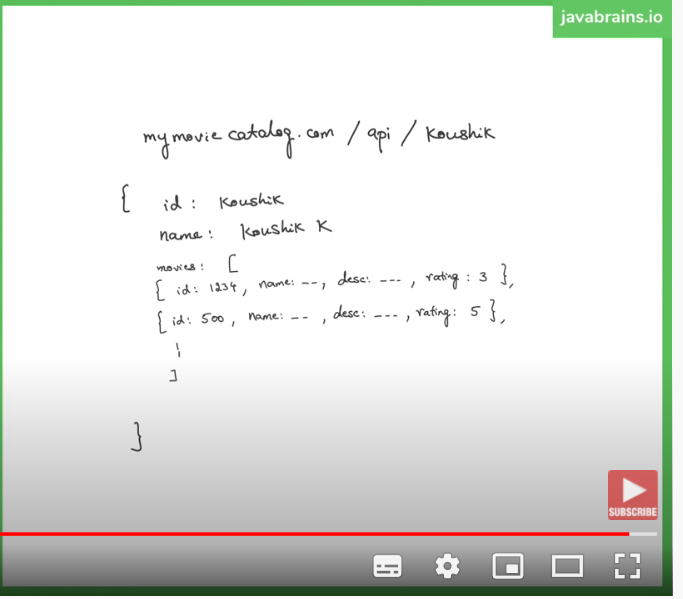 javabrains.io
mymoviecatalog.com / api / Koushik
{ id : Koushik
name : Koushik K
movies : [
{ id: 1234, name: --, desc: ---, rating : 3 },
{ id: 500, name: --, desc: ---, rating: 5 },
]
}
SUBSCRIBE